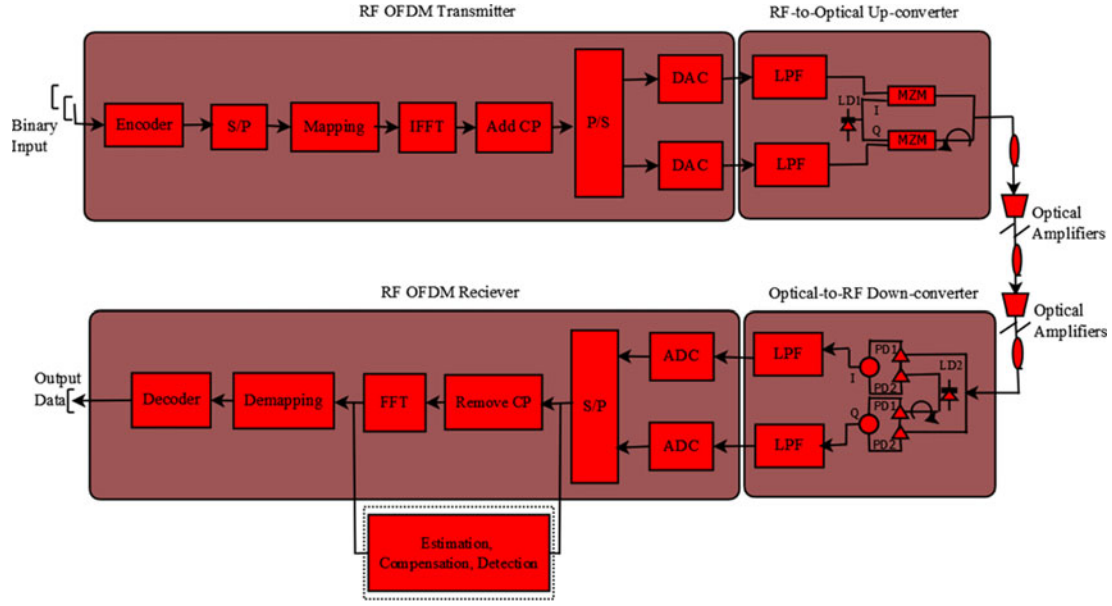 RF OFDM Transmitter
RF-to-Optical Up-converter
Binary
Input
Encoder
S/P
Mapping
IFFT
Add CP
P/S
DAC
DAC
LPF
LPF
LD1
I
Q
MZM
MZM
Optical
Amplifiers
Optical
Amplifiers
RF OFDM Reciever
Optical-to-RF Down-converter
Output
Data
Decoder
Demapping
FFT
Remove CP
S/P
ADC
ADC
LPF
LPF
I
Q
PD1
PD2
PD1
PD2
LD2
Estimation,
Compensation, Detection